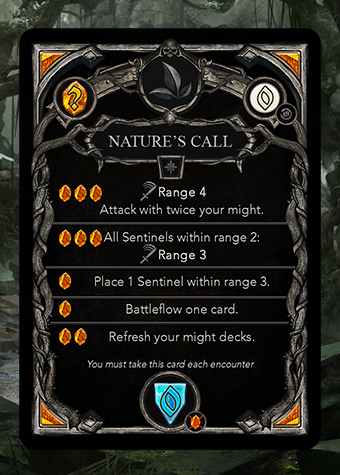 NATURE'S CALL
Range 4
Attack with twice your might.
All Sentinels within range 2:
Range 3
Place 1 Sentinel within range 3.
Battleflow one card.
Refresh your might decks.
You must take this card each encounter